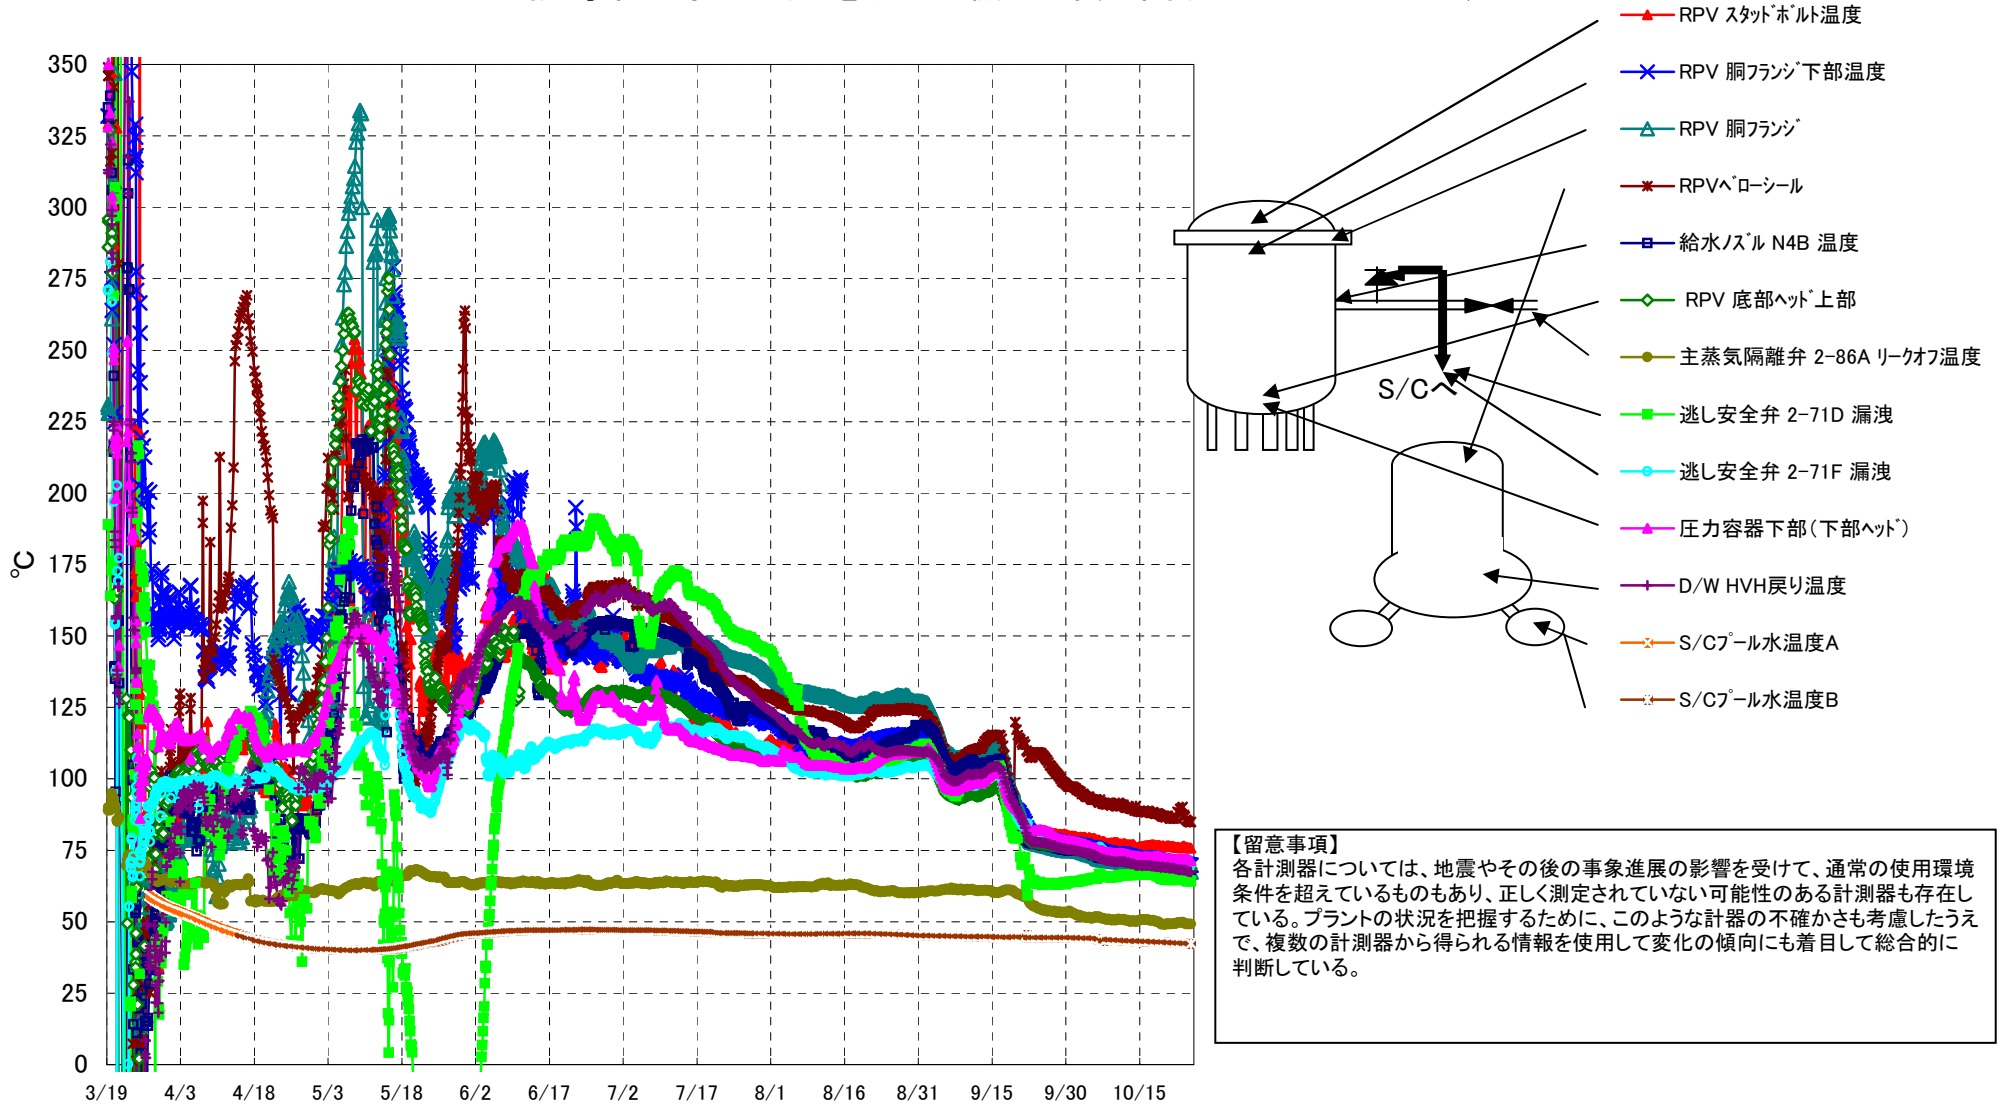 RPV ｽﾀｯﾄﾞﾎﾞﾙﾄ温度
RPV 胴ﾌﾗﾝｼﾞ下部温度
RPV 胴ﾌﾗﾝｼﾞ
RPVﾍﾞﾛｰｼｰﾙ
給水ﾉｽﾞﾙ N4B 温度
RPV 底部ﾍｯﾄﾞ上部
主蒸気隔離弁 2-86A ﾘｰｸｵﾌ温度
逃し安全弁 2-71D 漏洩
逃し安全弁 2-71F 漏洩
圧力容器下部(下部ﾍｯﾄﾞ)
D/W HVH戻り温度
S/Cﾌﾟｰﾙ水温度A
S/Cﾌﾟｰﾙ水温度B
S/Cへ
℃
350
325
300
275
250
225
200
175
150
125
100
75
50
25
0
3/19 4/3 4/18 5/3 5/18 6/2 6/17 7/2 7/17 8/1 8/16 8/31 9/15 9/30 10/15
【留意事項】
各計測器については、地震やその後の事象進展の影響を受けて、通常の使用環境
条件を超えているものもあり、正しく測定されていない可能性のある計測器も存在し
ている。プラントの状況を把握するために、このような計器の不確かさも考慮したうえ
で、複数の計測器から得られる情報を使用して変化の傾向にも着目して総合的に
判断している。